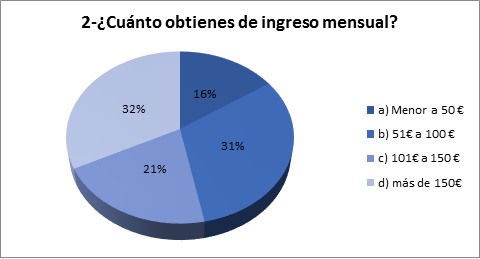 2-¿Cuánto obtienes de ingreso mensual?
16%
31%
21%
32%
a) Menor a 50 €
b) 51€ a 100 €
c) 101€ a 150 €
d) más de 150€